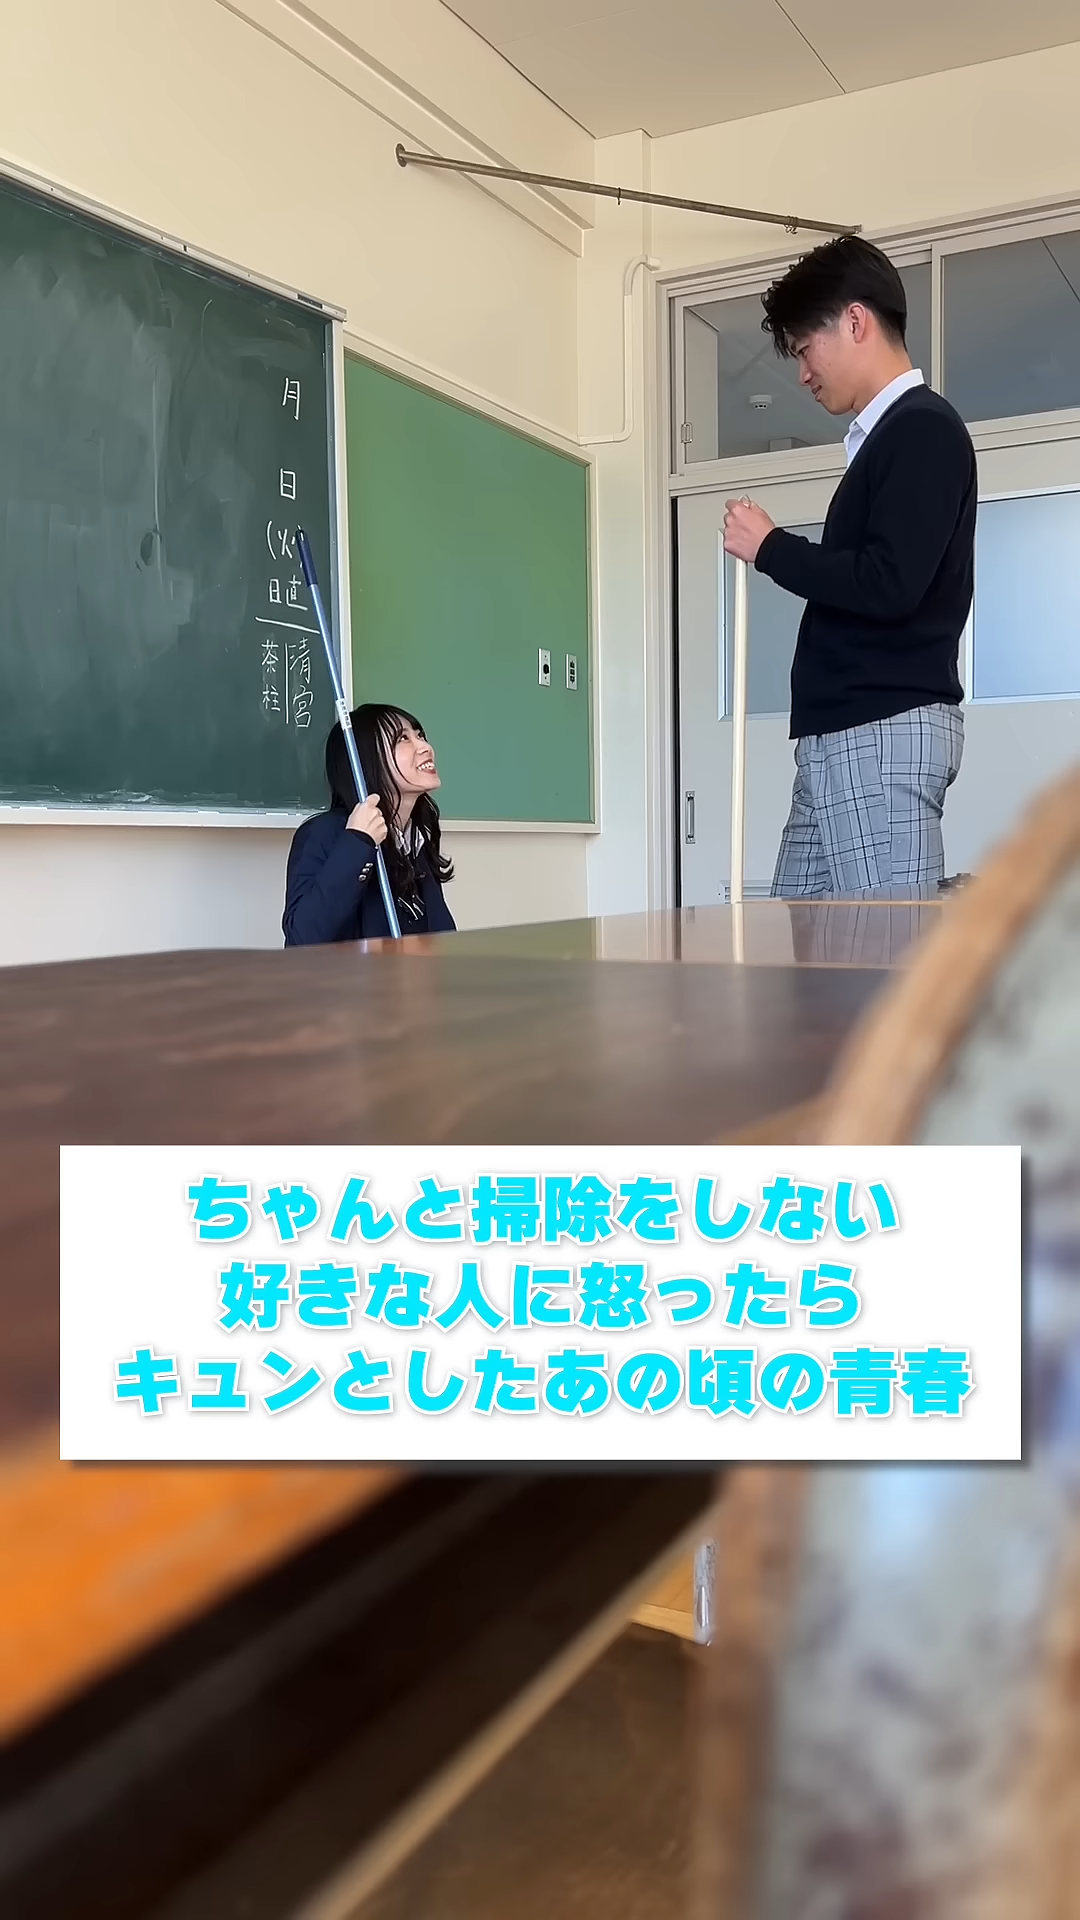 月
日
(火)
日直
清宮
茶柱
ちゃんと掃除をしない
好きな人に怒ったら
キュンとしたあの頃の青春